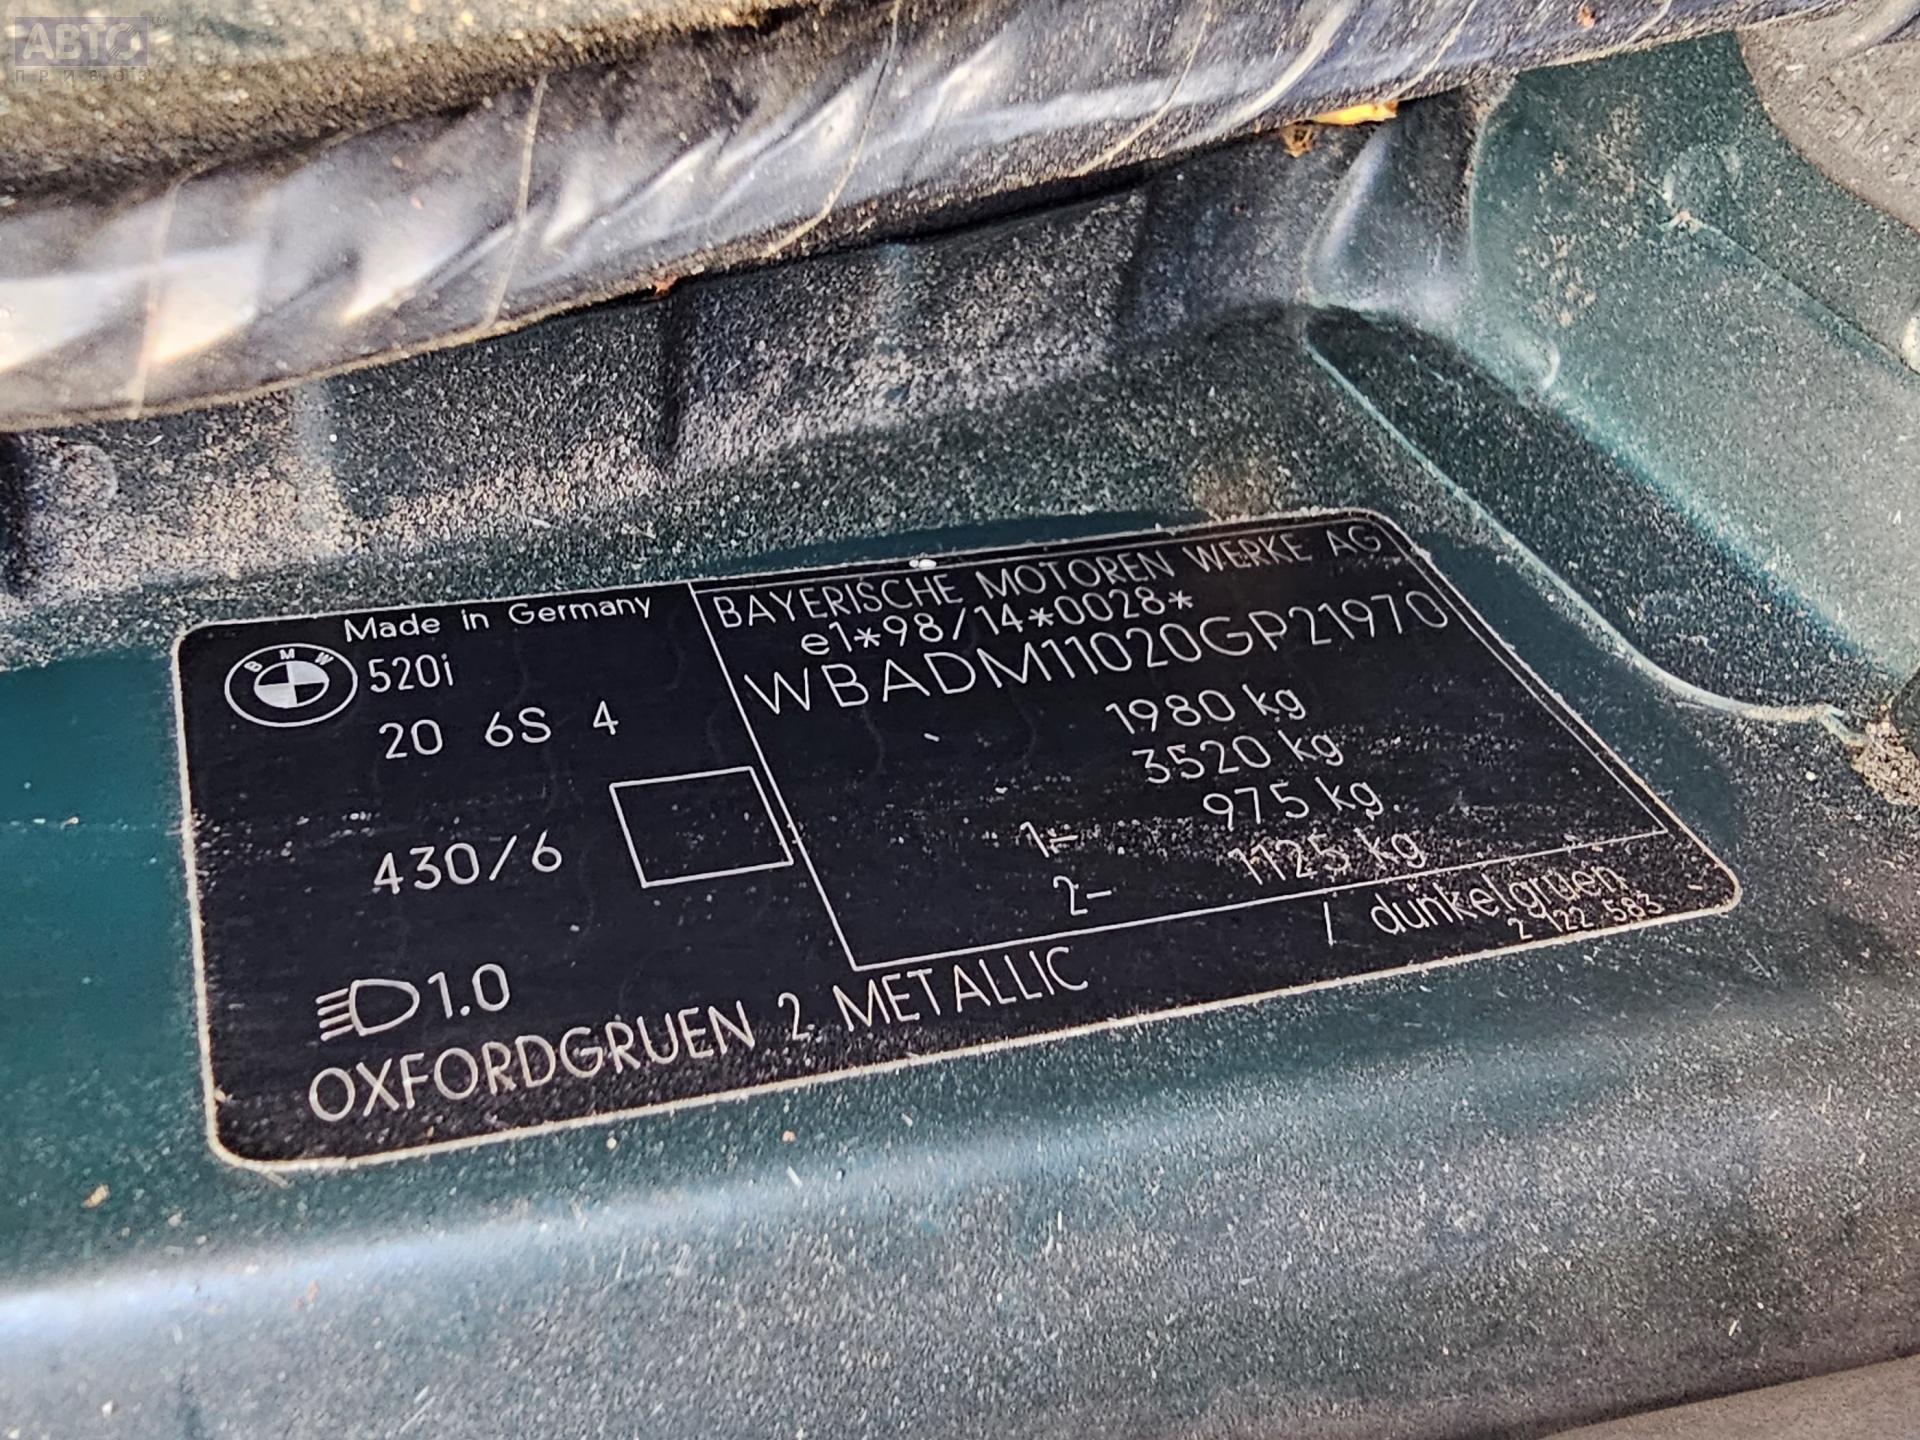 АВТО
ПРИВОЗ
Made in Germany
BMW
520i
20 6S 4
430/6
1.0
BAYERISCHE MOTOREN WERKE AG
e1*98/14*0028*
WBADM11020GP21970
1980 kg
3520 kg
1- 975 kg
2- 1125 kg
OXFORDGRUEN 2 METALLIC / dunkelgruen
2 122 583